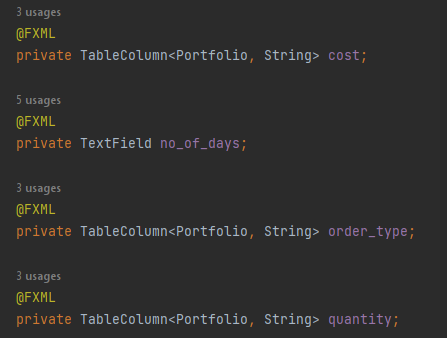 3 usages
@FXML
private TableColumn<Portfolio, String> cost;
5 usages
@FXML
private TextField no_of_days;
3 usages
@FXML
private TableColumn<Portfolio, String> order_type;
3 usages
@FXML
private TableColumn<Portfolio, String> quantity;